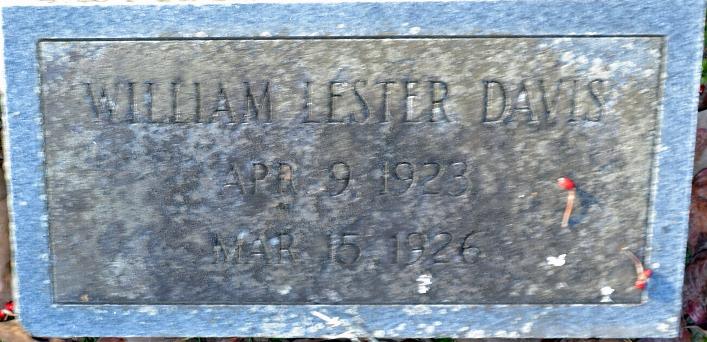 WILLIAM LESTER DAVIS
APR 9 1923
MAR 15 1926